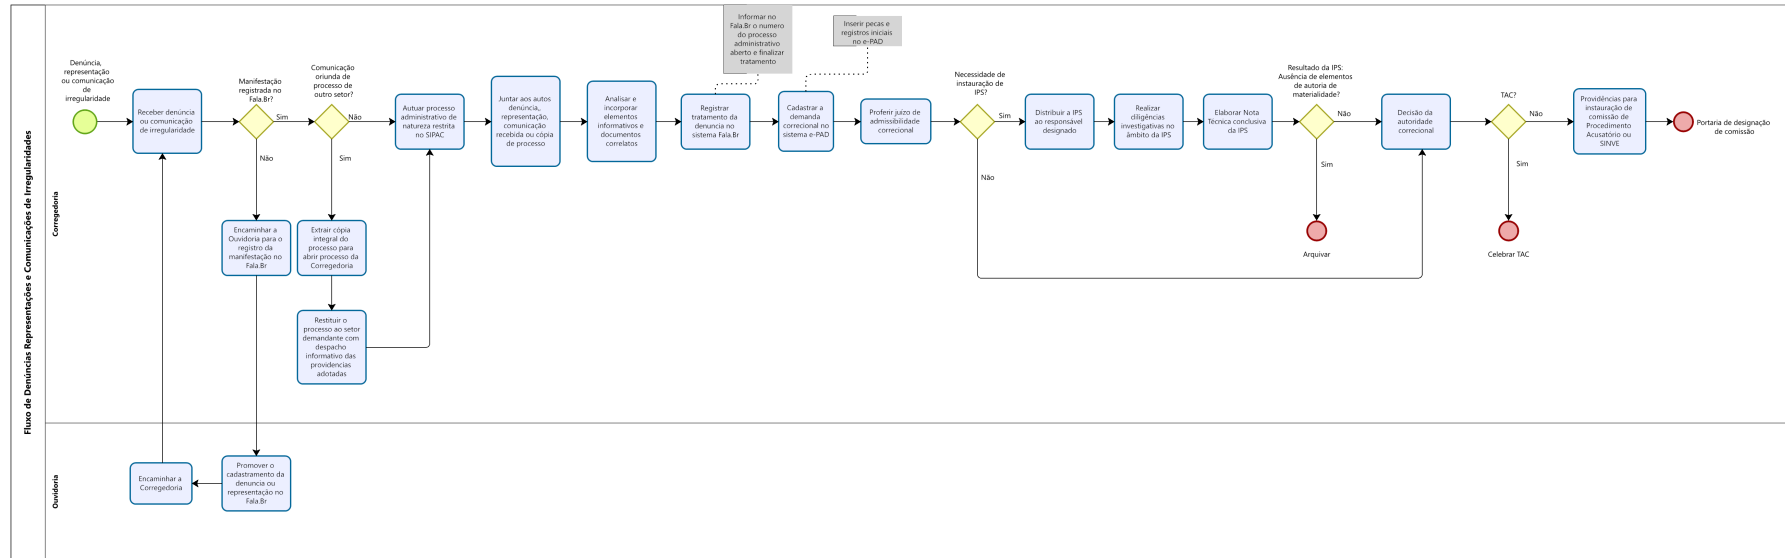 Fluxo de Denúncias Representações e Comunicações de Irregularidades
Corregedoria
Ouvidoria
Denúncia,
representação
ou comunicação
de
irregularidade
Receber denúncia
ou comunicação
de irregularidade
Manifestação
registrada no
Fala.Br?
Sim
Não
Comunicação
oriunda de
processo de
outro setor?
Não
Sim
Encaminhar a
Ouvidoria para o
registro da
manifestação no
Fala.Br
Extrair cópia
integral do
processo para
abrir processo da
Corregedoria
Restituir o
processo ao setor
demandante com
despacho
informativo das
providencias
adotadas
Autuar processo
administrativo de
natureza restrita
no SIPAC
Juntar aos autos
denúncia,
representação,
comunicação
recebida ou cópia
de processo
Analisar e
incorporar
elementos
informativos e
documentos
correlatos
Registrar
tratamento da
denuncia no
sistema Fala.Br
Informar no
Fala.Br o numero
do processo
administrativo
aberto e finalizar
tratamento
Cadastrar a
demanda
correcional no
sistema e-PAD
Inserir pecas e
registros iniciais
no e-PAD
Proferir juizo de
admissibilidade
correcional
Necessidade de
instauração de
IPS?
Sim
Não
Distribuir a IPS
ao responsável
designado
Realizar
diligências
investigativas no
âmbito da IPS
Elaborar Nota
Técnica conclusiva
da IPS
Resultado da IPS:
Ausência de elementos
de autoria de
materialidade?
Não
Sim
Arquivar
Decisão da
autoridade
correcional
TAC?
Não
Sim
Celebrar TAC
Providências para
instauração de
comissão de
Procedimento
Acusatório ou
SINVE
Portaria de designação
de comissão
Encaminhar a
Corregedoria
Promover o
cadastramento da
denuncia ou
representação no
Fala.Br